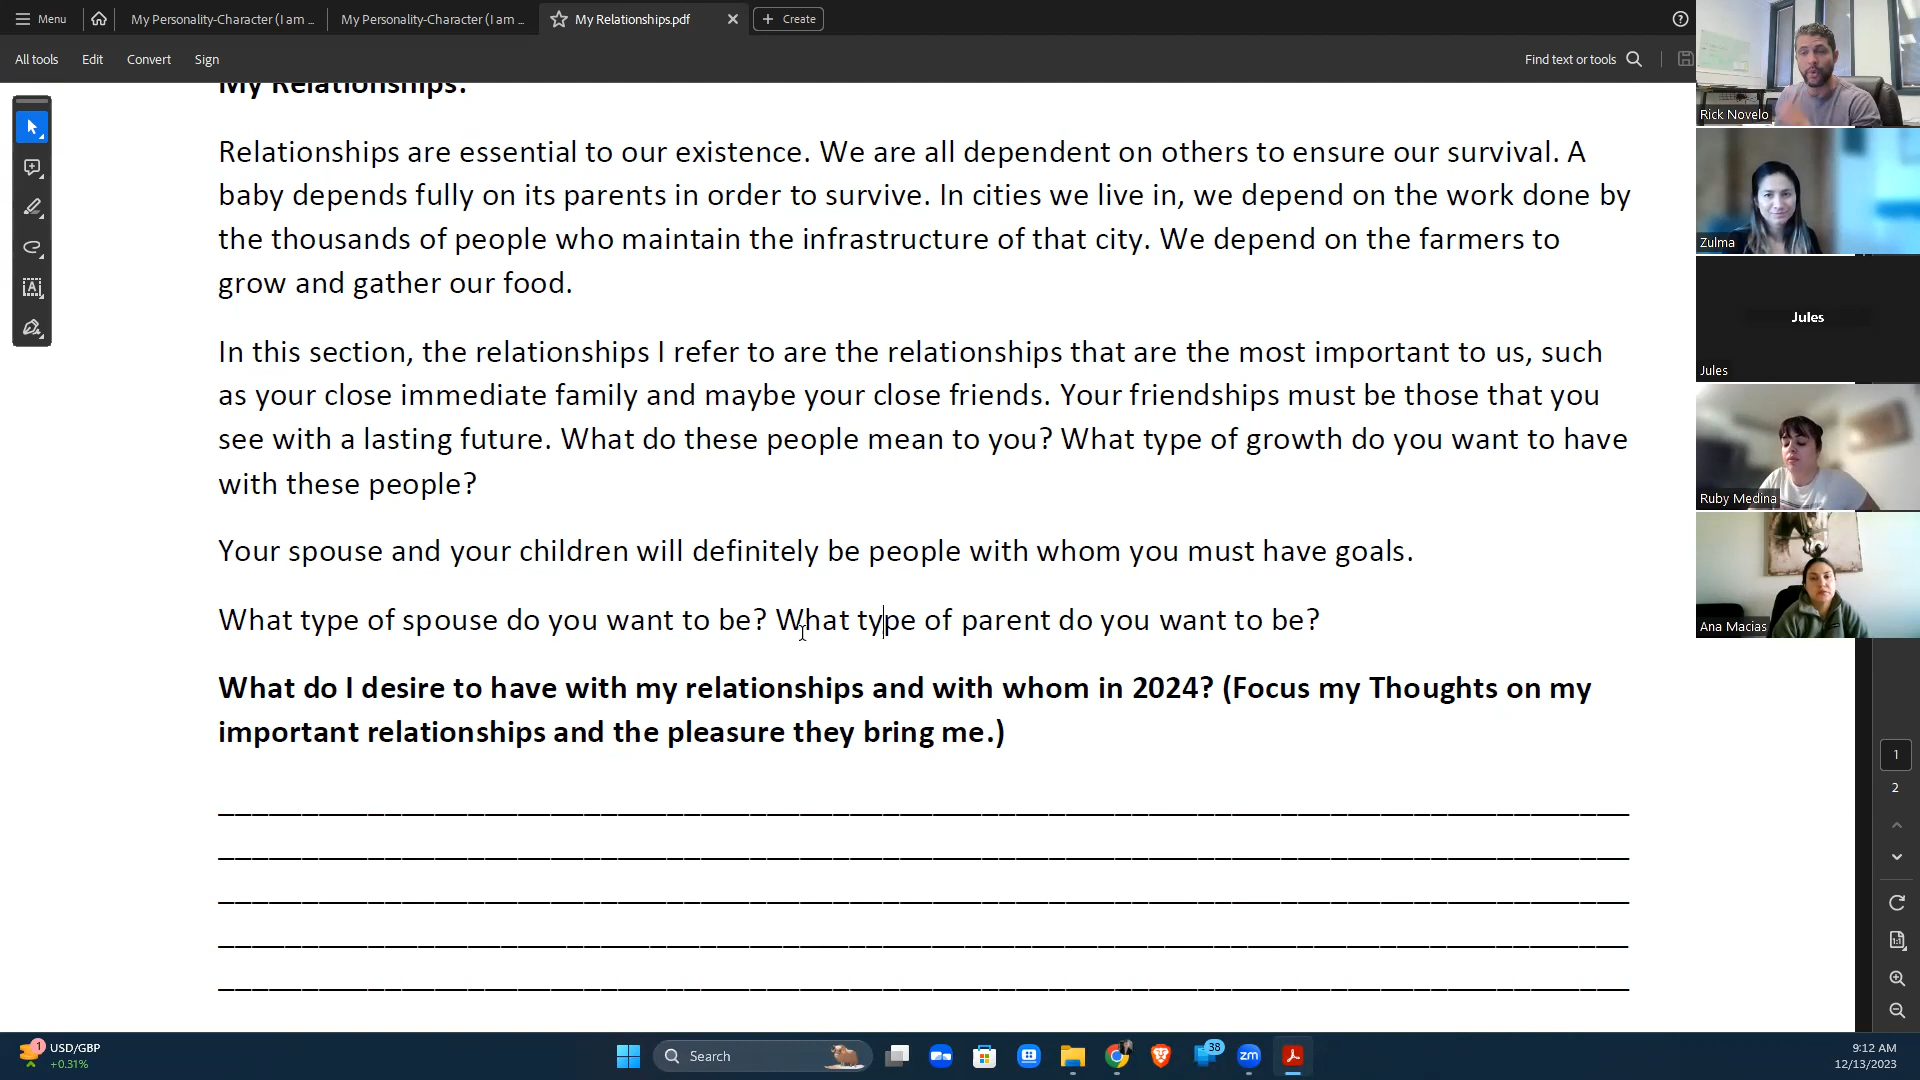 Menu
My Personality-Character (I am ...
My Personality-Character (I am ...
My Relationships.pdf
Create
All tools
Edit
Convert
Sign
Find text or tools
My Relationships:
Relationships are essential to our existence. We are all dependent on others to ensure our survival. A
baby depends fully on its parents in order to survive. In cities we live in, we depend on the work done by
the thousands of people who maintain the infrastructure of that city. We depend on the farmers to
grow and gather our food.
In this section, the relationships I refer to are the relationships that are the most important to us, such
as your close immediate family and maybe your close friends. Your friendships must be those that you
see with a lasting future. What do these people mean to you? What type of growth do you want to have
with these people?
Your spouse and your children will definitely be people with whom you must have goals.
What type of spouse do you want to be? What type of parent do you want to be?
What do I desire to have with my relationships and with whom in 2024? (Focus my Thoughts on my
important relationships and the pleasure they bring me.)
Rick Novelo
Zulma
Jules
Jules
Ruby Medina
Ana Macias
1
2
1
USD/GBP
+0.31%
Search
38
zm
9:12 AM
12/13/2023